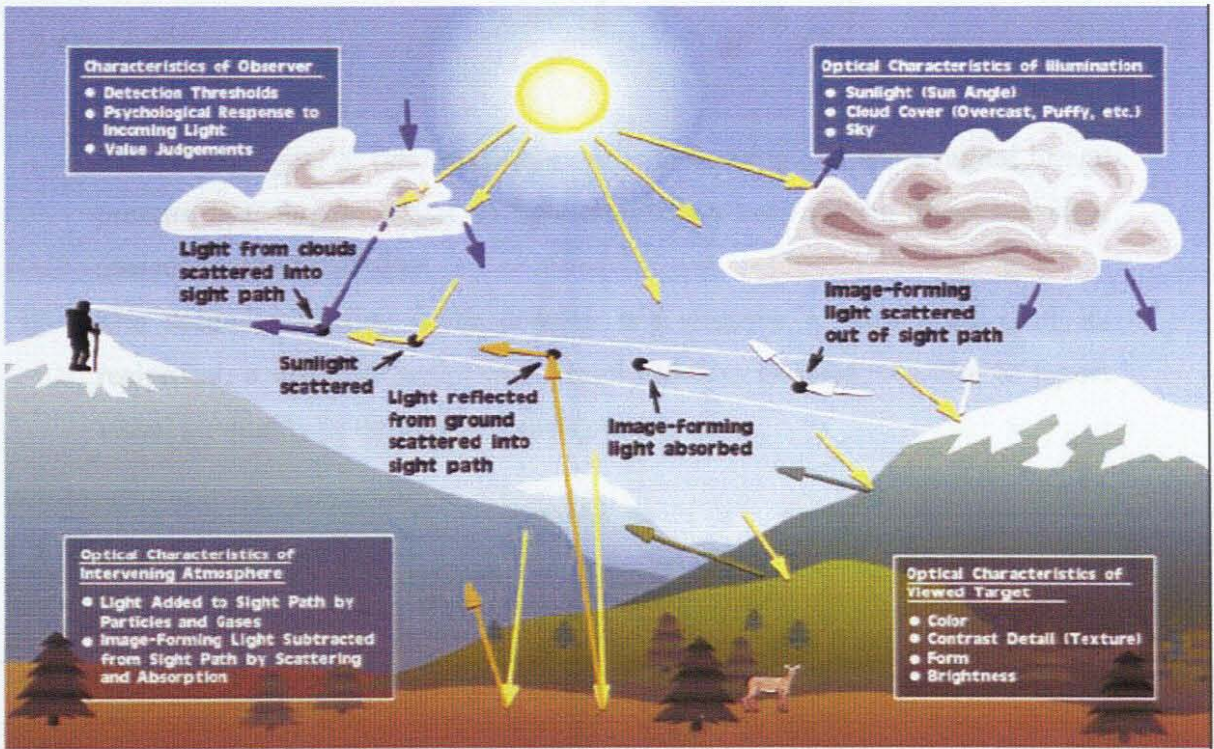 Characteristics of Observer
● Detection Thresholds
● Psychological Response to
Incoming Light
● Value Judgements
Optical Characteristics of Illumination
● Sunlight (Sun Angle)
● Cloud Cover (Overcast, Puffy, etc.)
● Sky
Light from clouds
scattered into
sight path
Image-forming
light scattered
out of sight path
Sunlight
scattered
Light reflected
from ground
scattered into
sight path
Image-forming
light absorbed
Optical Characteristics of
Intervening Atmosphere
● Light Added to Sight Path by
Particles and Gases
● Image-Forming Light Subtracted
from Sight Path by Scattering
and Absorption
Optical Characteristics of
Viewed Target
● Color
● Contrast Detail (Texture)
● Form
● Brightness